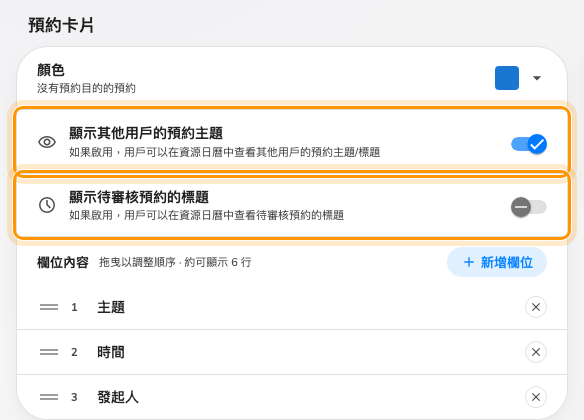 預約卡片
顏色
沒有預約目的的預約
顯示其他用戶的預約主題
如果啟用，用戶可以在資源日曆中查看其他用戶的預約主題/標題
顯示待審核預約的標題
如果啟用，用戶可以在資源日曆中查看待審核預約的標題
欄位內容 拖曳以調整順序 · 約可顯示 6 行
+ 新增欄位
1 主題
2 時間
3 發起人